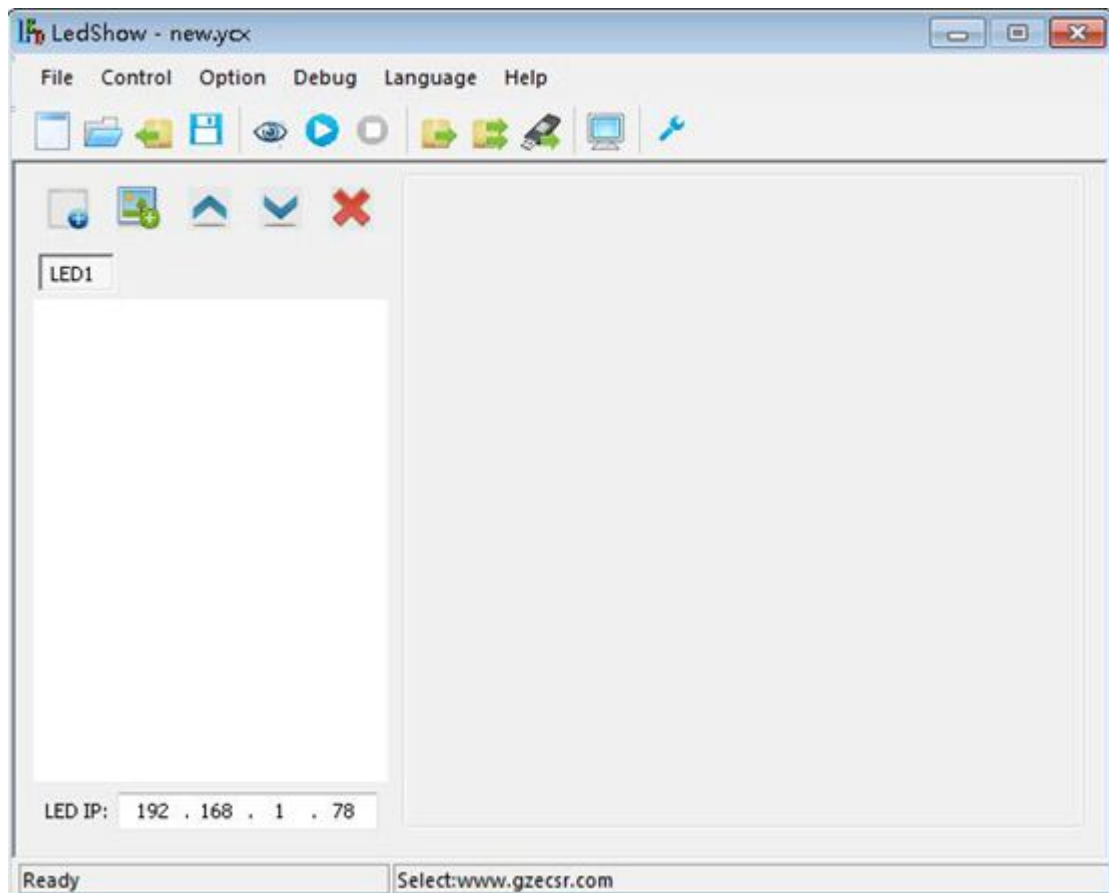 LedShow - new.ycx
File Control Option Debug Language Help
LED1
LED IP: 192 . 168 . 1 . 78
Ready Select:www.gzecsr.com